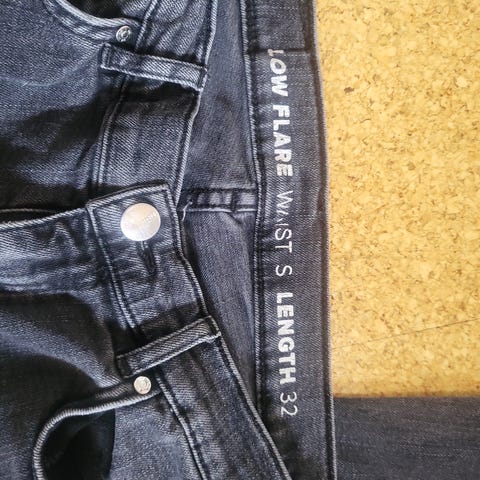 LOW FLARE WAIST S LENGTH 32